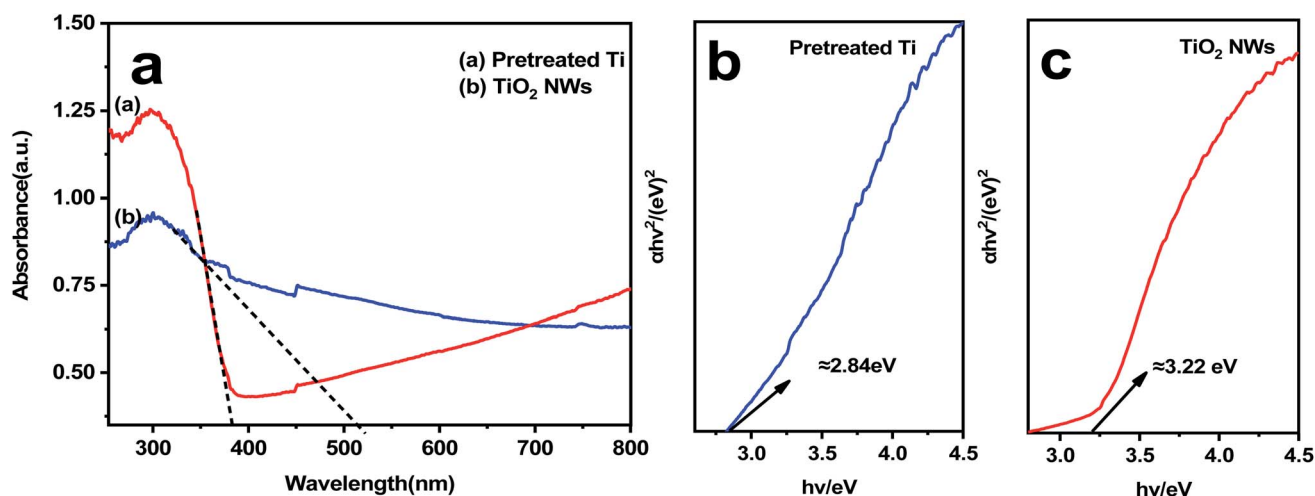 a
(a) Pretreated Ti
(b) TiO₂ NWs
(a)
(b)
1.50
1.25
1.00
0.75
0.50
Absorbance(a.u.)
300 400 500 600 700 800
Wavelength(nm)
b
Pretreated Ti
αhv²/(eV)²
≈2.84eV
3.0 3.5 4.0 4.5
hv/eV
c
TiO₂ NWs
αhv²/(eV)²
≈3.22 eV
3.0 3.5 4.0 4.5
hv/eV